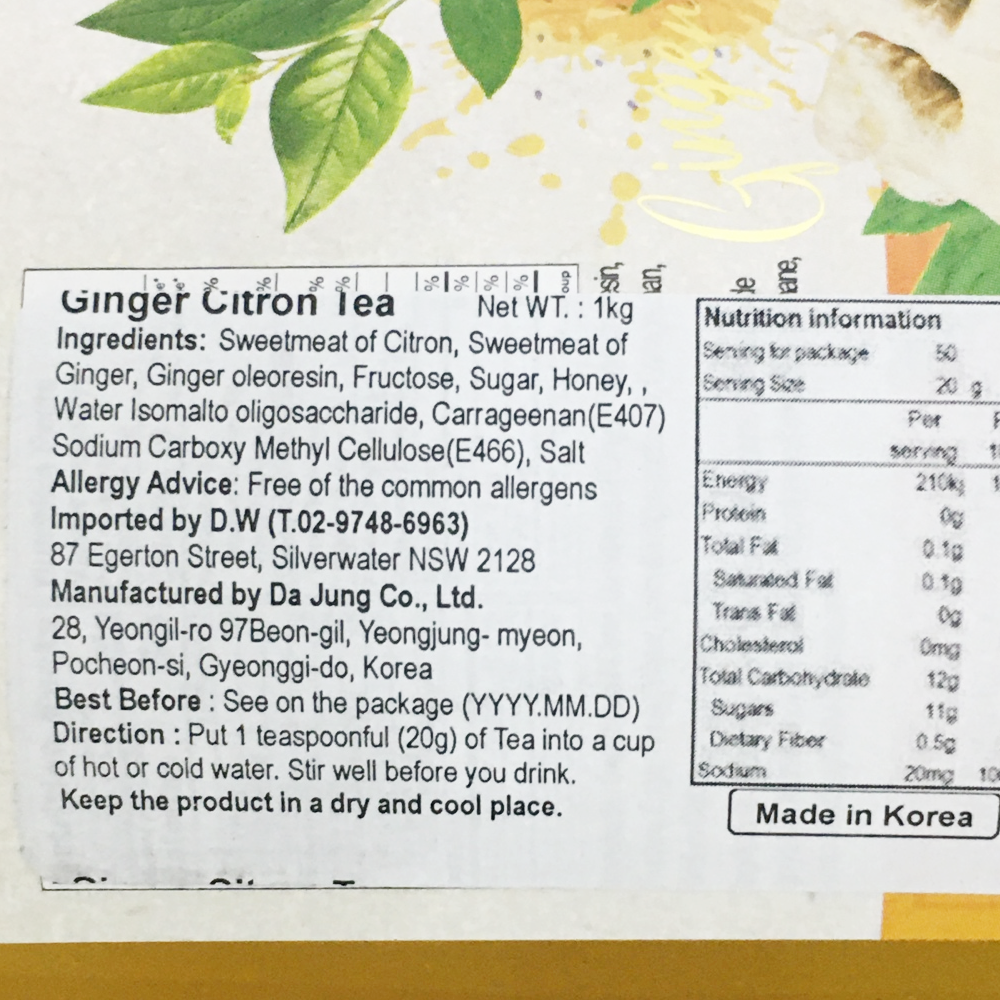 Ginger
Ginger Citron Tea Net WT. : 1kg
Ingredients: Sweetmeat of Citron, Sweetmeat of
Ginger, Ginger oleoresin, Fructose, Sugar, Honey, ,
Water Isomalto oligosaccharide, Carrageenan(E407)
Sodium Carboxy Methyl Cellulose(E466), Salt
Allergy Advice: Free of the common allergens
Imported by D.W (T.02-9748-6963)
87 Egerton Street, Silverwater NSW 2128
Manufactured by Da Jung Co., Ltd.
28, Yeongil-ro 97Beon-gil, Yeongjung- myeon,
Pocheon-si, Gyeonggi-do, Korea
Best Before : See on the package (YYYY.MM.DD)
Direction : Put 1 teaspoonful (20g) of Tea into a cup
of hot or cold water. Stir well before you drink.
Keep the product in a dry and cool place.
Nutrition information
Serving for package 50
Serving Size 20 g
Per
serving
Energy 210kj
Protein 0g
Total Fat 0.1g
Saturated Fat 0.1g
Trans Fat 0g
Cholesterol 0mg
Total Carbohydrate 12g
Sugars 11g
Dietary Fiber 0.5g
Sodium 20mg
Made in Korea